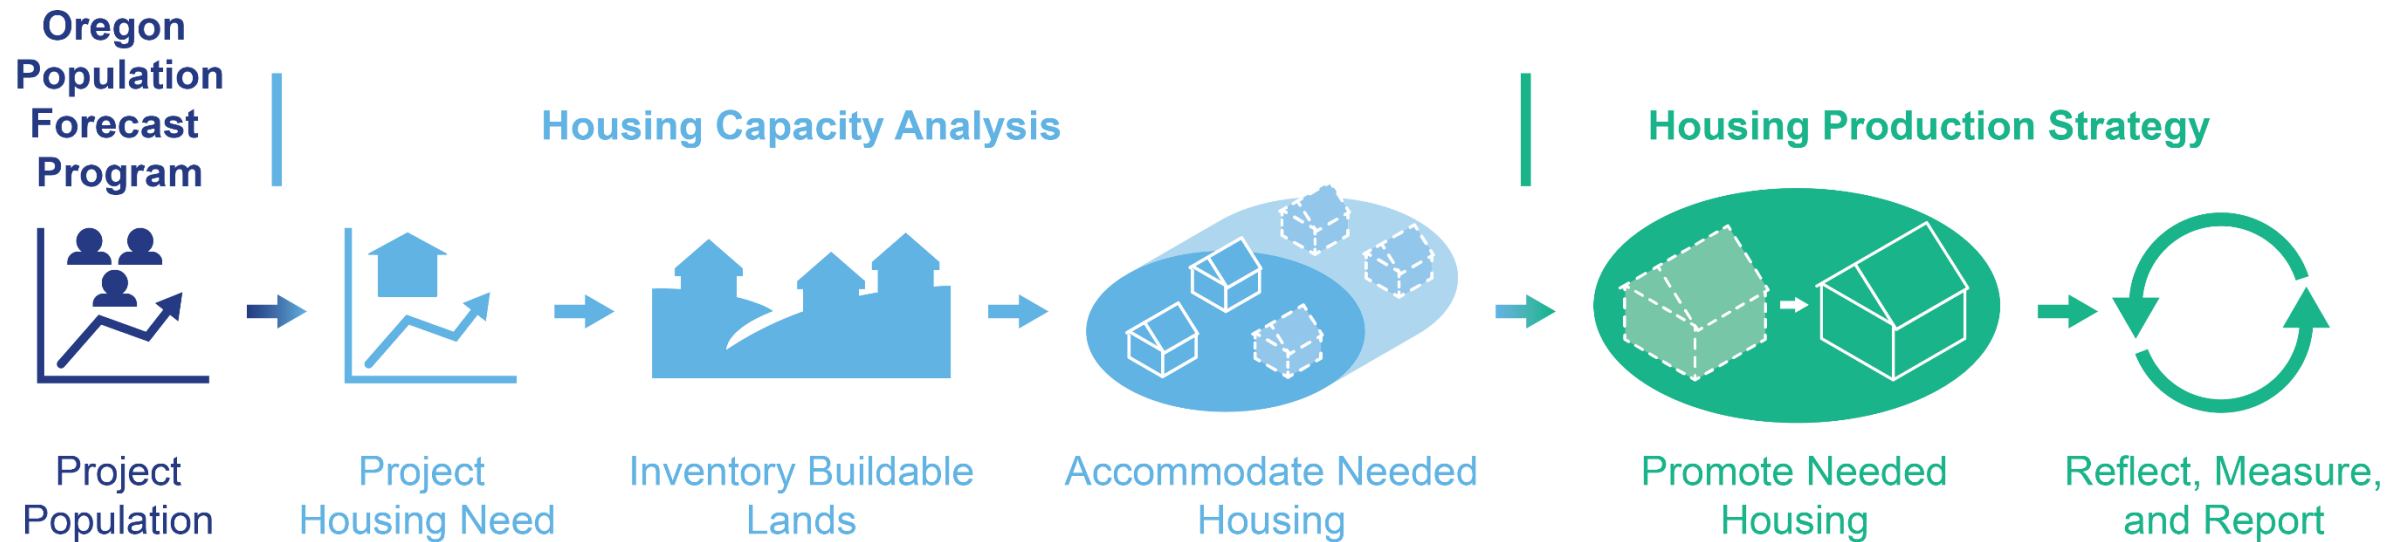 Oregon
Population
Forecast
Program
Housing Capacity Analysis
Housing Production Strategy
Project
Population
Project
Housing Need
Inventory Buildable
Lands
Accommodate Needed
Housing
Promote Needed
Housing
Reflect, Measure,
and Report